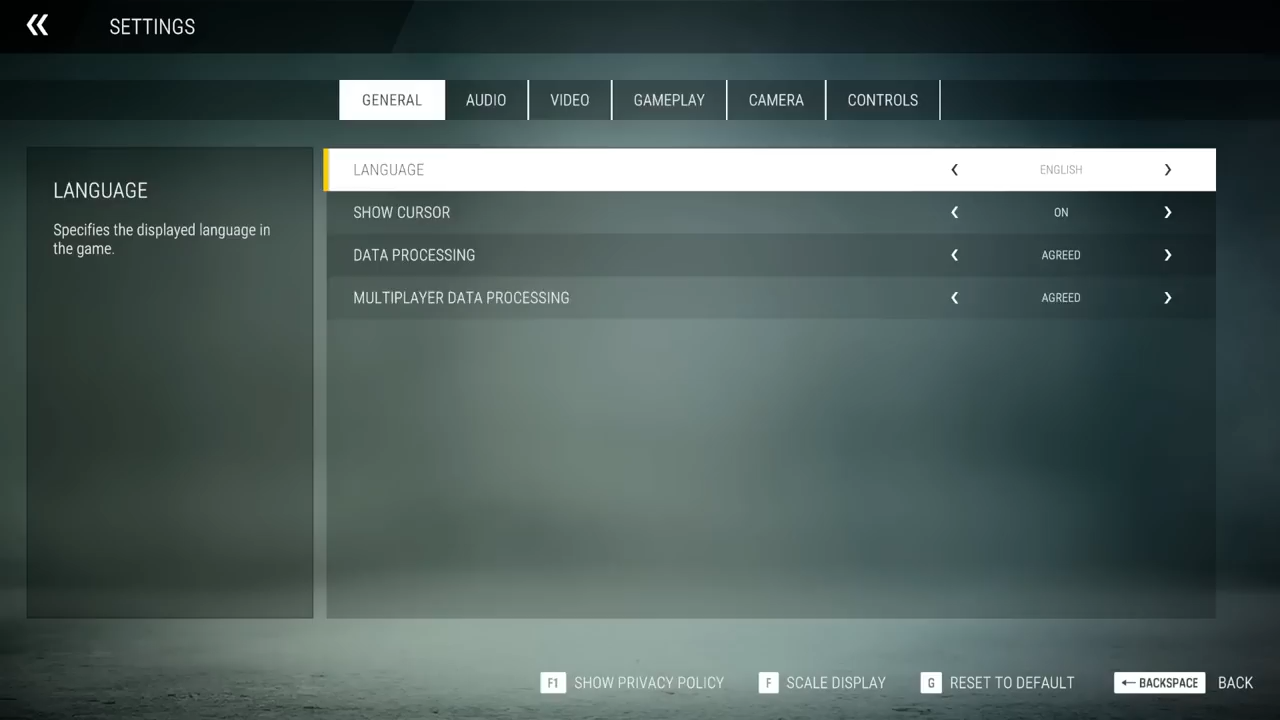 SETTINGS
GENERAL AUDIO VIDEO GAMEPLAY CAMERA CONTROLS
LANGUAGE
Specifies the displayed language in
the game.
LANGUAGE ENGLISH
SHOW CURSOR ON
DATA PROCESSING AGREED
MULTIPLAYER DATA PROCESSING AGREED
F1 SHOW PRIVACY POLICY F SCALE DISPLAY G RESET TO DEFAULT BACKSPACE BACK